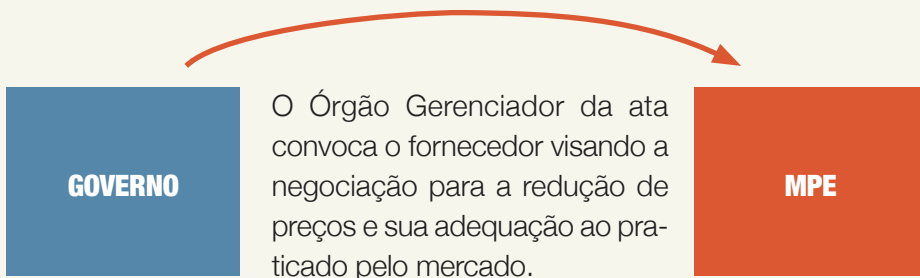 GOVERNO
O Órgão Gerenciador da ata
convoca o fornecedor visando a
negociação para a redução de
preços e sua adequação ao pra-
ticado pelo mercado.
MPE